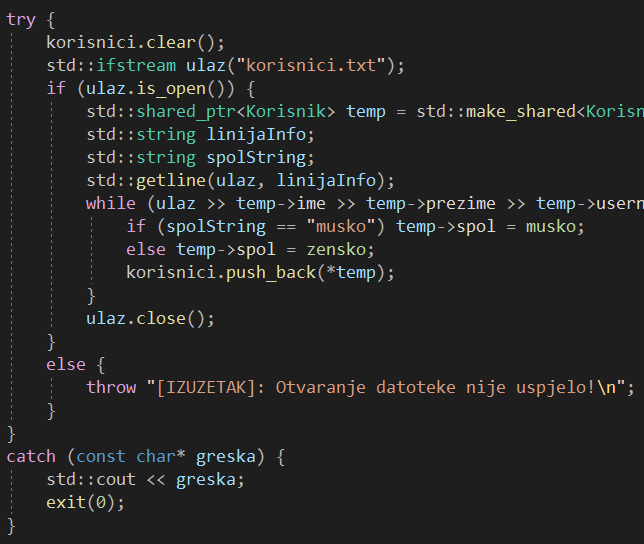 try {
korisnici.clear();
std::ifstream ulaz("korisnici.txt");
if (ulaz.is_open()) {
std::shared_ptr<Korisnik> temp = std::make_shared<Korisn
std::string linijaInfo;
std::string spolString;
std::getline(ulaz, linijaInfo);
while (ulaz >> temp->ime >> temp->prezime >> temp->usern
if (spolString == "musko") temp->spol = musko;
else temp->spol = zensko;
korisnici.push_back(*temp);
}
ulaz.close();
}
else {
throw "[IZUZETAK]: Otvaranje datoteke nije uspjelo!\n";
}
}
catch (const char* greska) {
std::cout << greska;
exit(0);
}